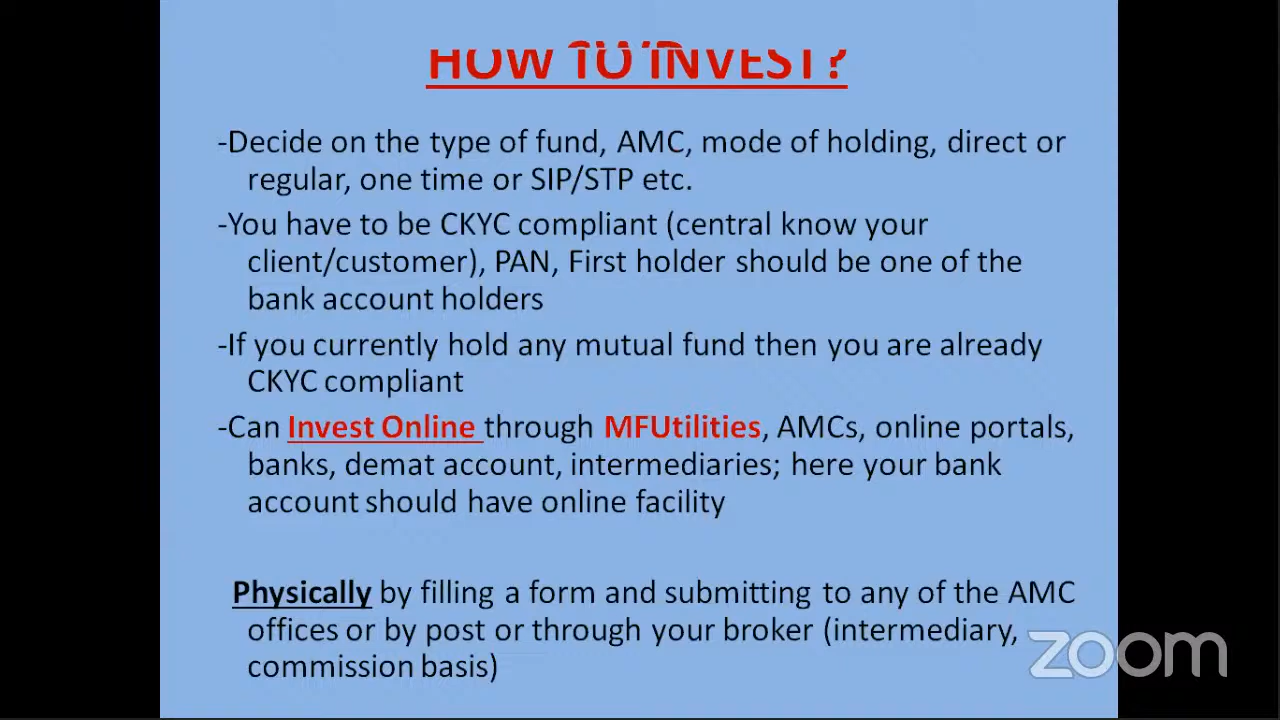 HOW TO INVEST?
-Decide on the type of fund, AMC, mode of holding, direct or
regular, one time or SIP/STP etc.
-You have to be CKYC compliant (central know your
client/customer), PAN, First holder should be one of the
bank account holders
-If you currently hold any mutual fund then you are already
CKYC compliant
-Can Invest Online through MFUtilities, AMCs, online portals,
banks, demat account, intermediaries; here your bank
account should have online facility
Physically by filling a form and submitting to any of the AMC
offices or by post or through your broker (intermediary,
commission basis)
zoom